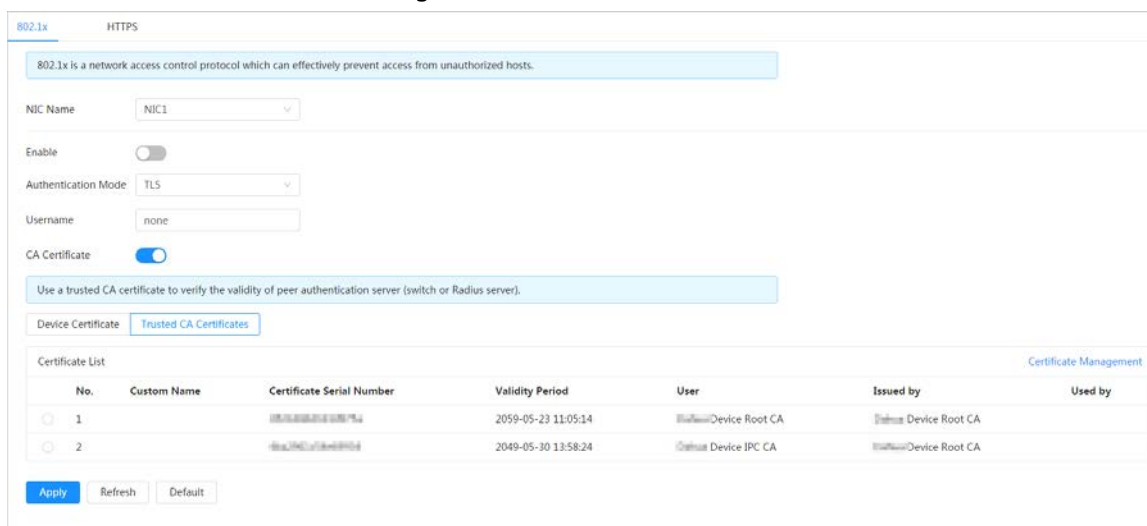 802.1x HTTPS
802.1x is a network access control protocol which can effectively prevent access from unauthorized hosts.
NIC Name NIC1
Enable
Authentication Mode TLS
Username none
CA Certificate
Use a trusted CA certificate to verify the validity of peer authentication server (switch or Radius server).
Device Certificate Trusted CA Certificates
Certificate List Certificate Management
No. Custom Name Certificate Serial Number Validity Period User Issued by Used by
1 2059-05-23 11:05:14 Device Root CA Device Root CA
2 2049-05-30 13:58:24 Device IPC CA Device Root CA
Apply Refresh Default